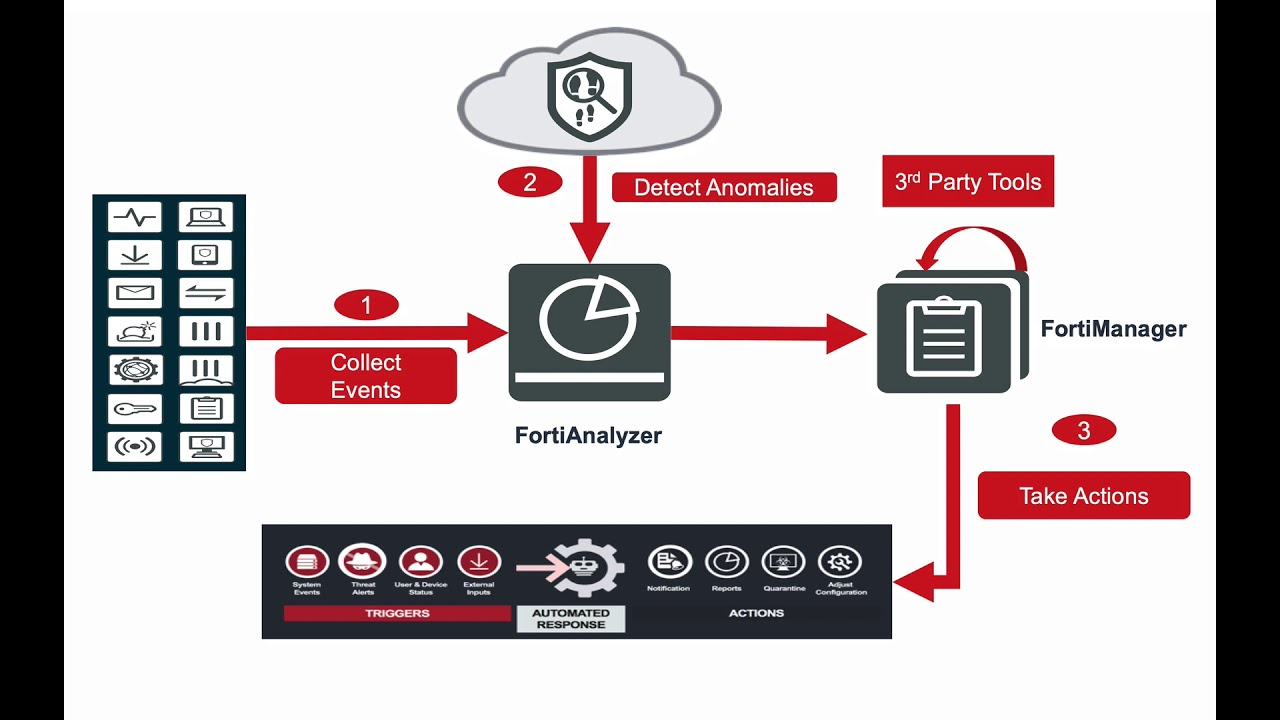 2
Detect Anomalies
3rd Party Tools
1
Collect
Events
FortiAnalyzer
FortiManager
3
Take Actions
System
Events
Threat
Alerts
User & Device
Status
External
Inputs
TRIGGERS
AUTOMATED
RESPONSE
Notification
Reports
Quarantine
Adjust
Configuration
ACTIONS